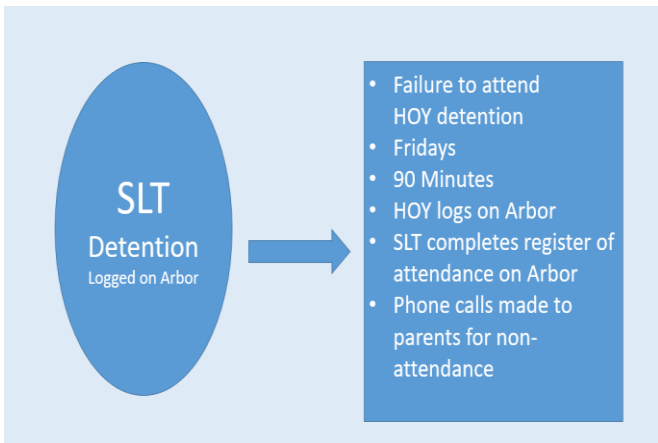 SLT
Detention
Logged on Arbor
• Failure to attend
HOY detention
• Fridays
• 90 Minutes
• HOY logs on Arbor
• SLT completes register of
attendance on Arbor
• Phone calls made to
parents for non-
attendance